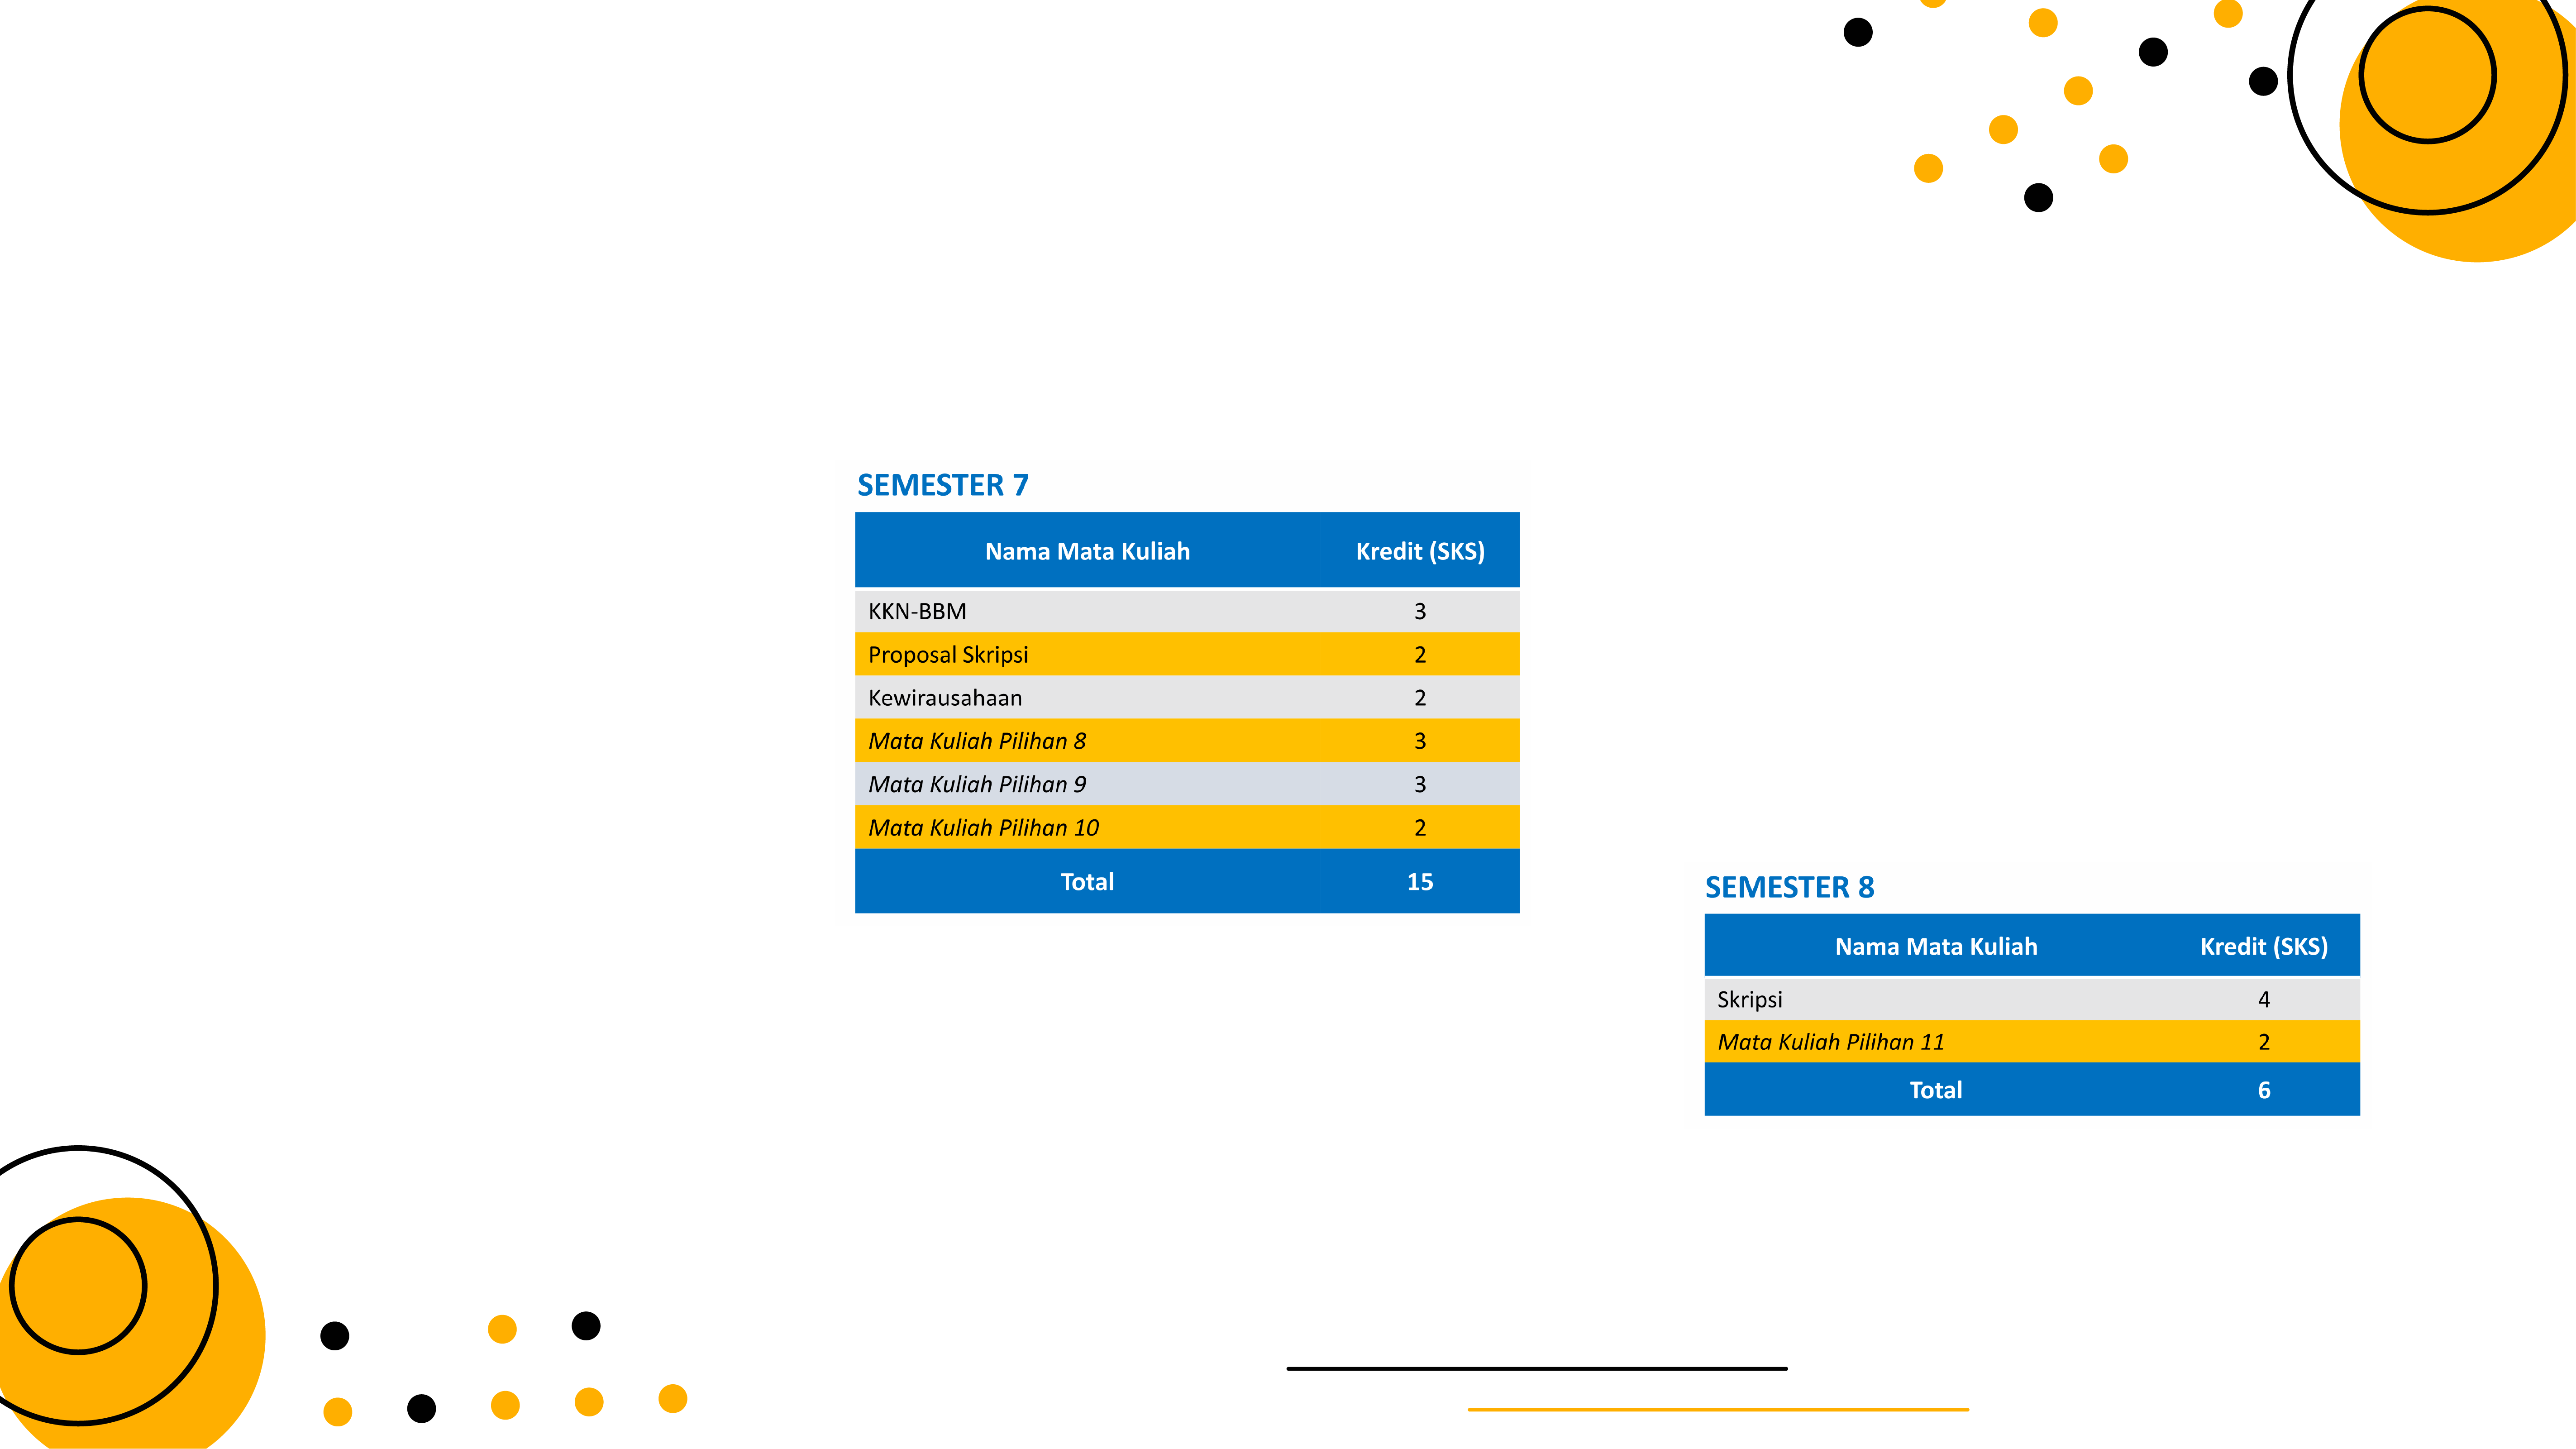 SEMESTER 7
Nama Mata Kuliah Kredit (SKS)
KKN-BBM 3
Proposal Skripsi 2
Kewirausahaan 2
Mata Kuliah Pilihan 8 3
Mata Kuliah Pilihan 9 3
Mata Kuliah Pilihan 10 2
Total 15
SEMESTER 8
Nama Mata Kuliah Kredit (SKS)
Skripsi 4
Mata Kuliah Pilihan 11 2
Total 6